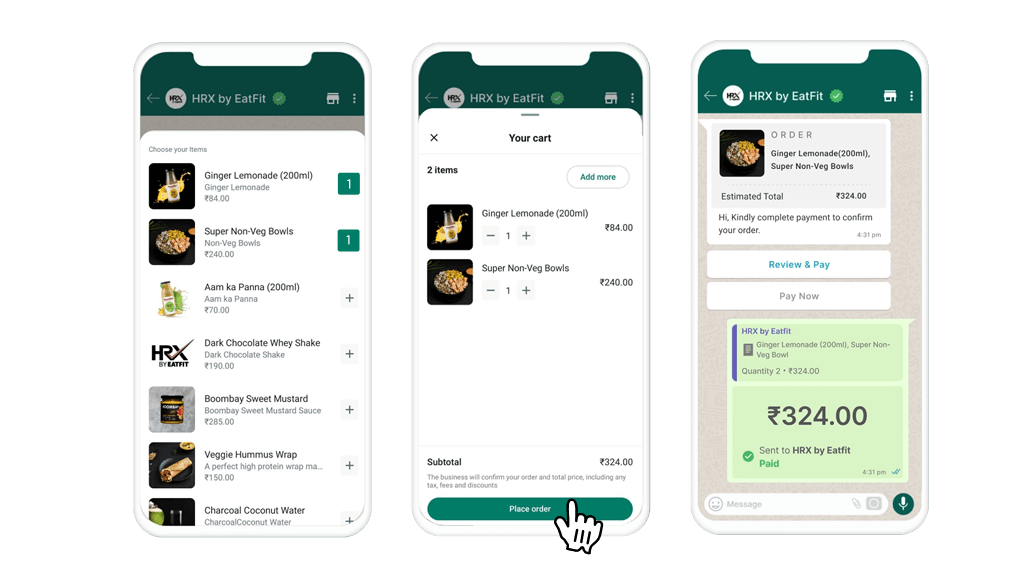 HRX HRX by EatFit
Choose your Items
Ginger Lemonade (200ml)
Ginger Lemonade
₹84.00
1
Super Non-Veg Bowls
Non-Veg Bowls
₹240.00
1
Aam ka Panna (200ml)
Aam ka Panna
₹70.00
+
HRX
BY EATFIT
Dark Chocolate Whey Shake
Dark Chocolate Shake
₹190.00
+
BOOMBAY
Boombay Sweet Mustard
Boombay Sweet Mustard Sauce
₹285.00
+
Veggie Hummus Wrap
A perfect high protein wrap ma...
₹150.00
+
Charcoal Coconut Water
CharcoalCoconut Water
+
HRX HRX by EatFit
Your cart
2 items
Add more
Ginger Lemonade (200ml)
₹84.00
− 1 +
Super Non-Veg Bowls
₹240.00
− 1 +
Subtotal ₹324.00
The business will confirm your order and total price, including any
tax, fees and discounts
Place order
HRX HRX by EatFit
ORDER
Ginger Lemonade(200ml),
Super Non-Veg Bowls
Estimated Total ₹324.00
Hi, Kindly complete payment to confirm
your order.
4:31 pm
Review & Pay
Pay Now
HRX by Eatfit
Ginger Lemonade (200ml), Super Non-
Veg Bowl
Quantity 2 • ₹324.00
₹324.00
Sent to HRX by Eatfit
Paid
4:31 pm
Message